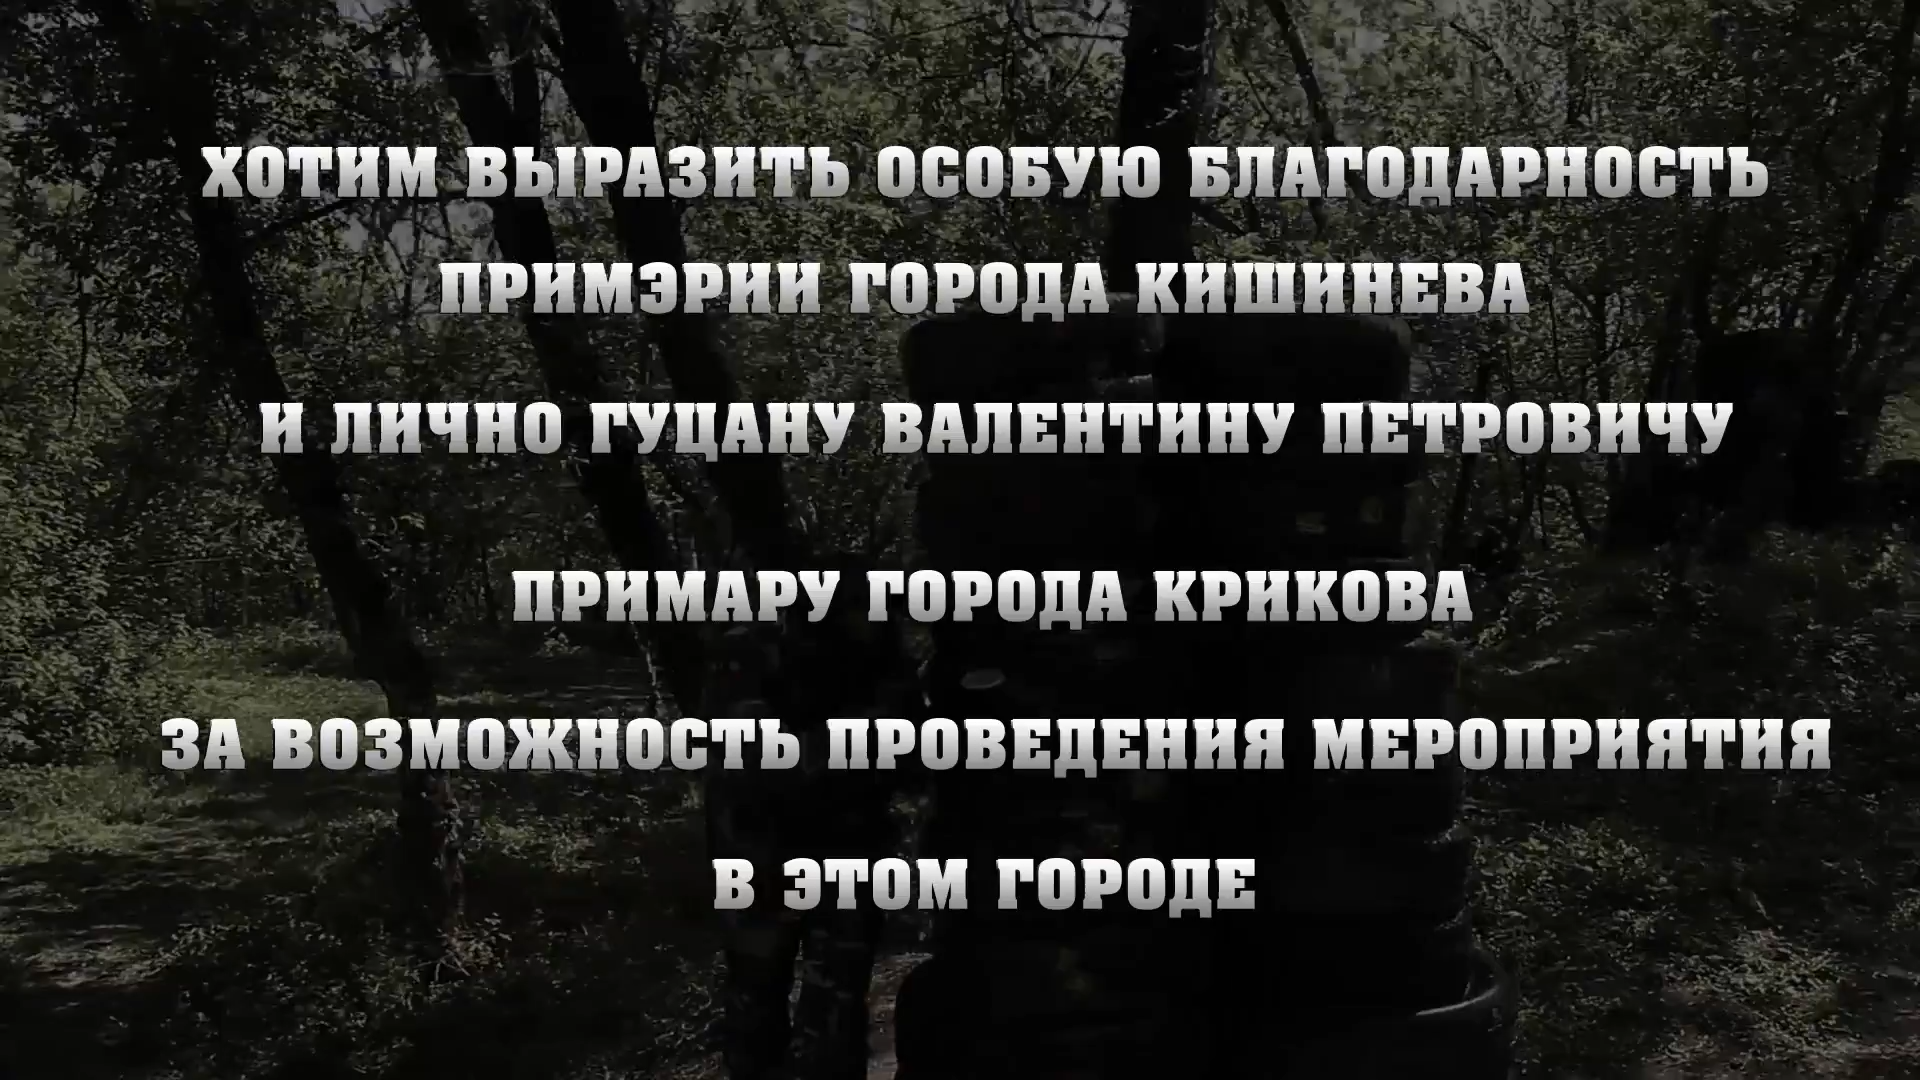 ХОТИМ ВЫРАЗИТЬ ОСОБУЮ БЛАГОДАРНОСТЬ
ПРИМЭРИИ ГОРОДА КИШИНЕВА
И ЛИЧНО ГУЦАНУ ВАЛЕНТИНУ ПЕТРОВИЧУ
ПРИМАРУ ГОРОДА КРИКОВА
ЗА ВОЗМОЖНОСТЬ ПРОВЕДЕНИЯ МЕРОПРИЯТИЯ
В ЭТОМ ГОРОДЕ